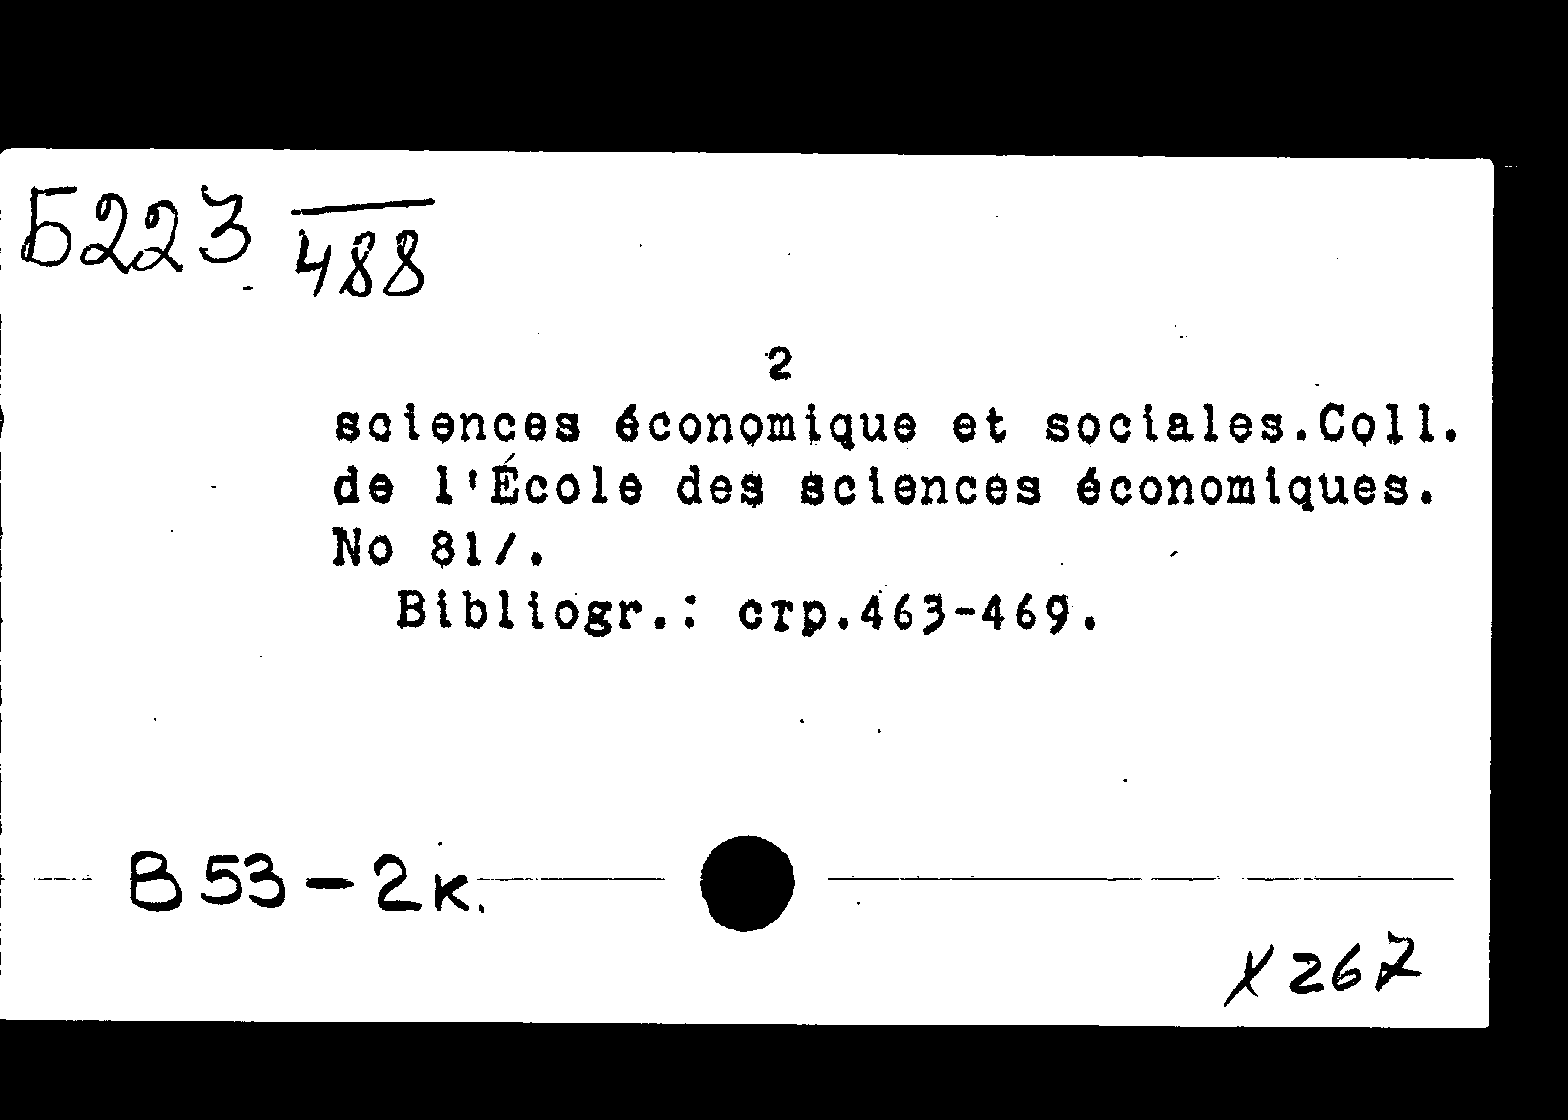 Б223 488
2
sciences économique et sociales.Coll.
de l'École des sciences économiques.
No 81/.
Bibliogr.: стр.463-469.
В53-2к.
X267